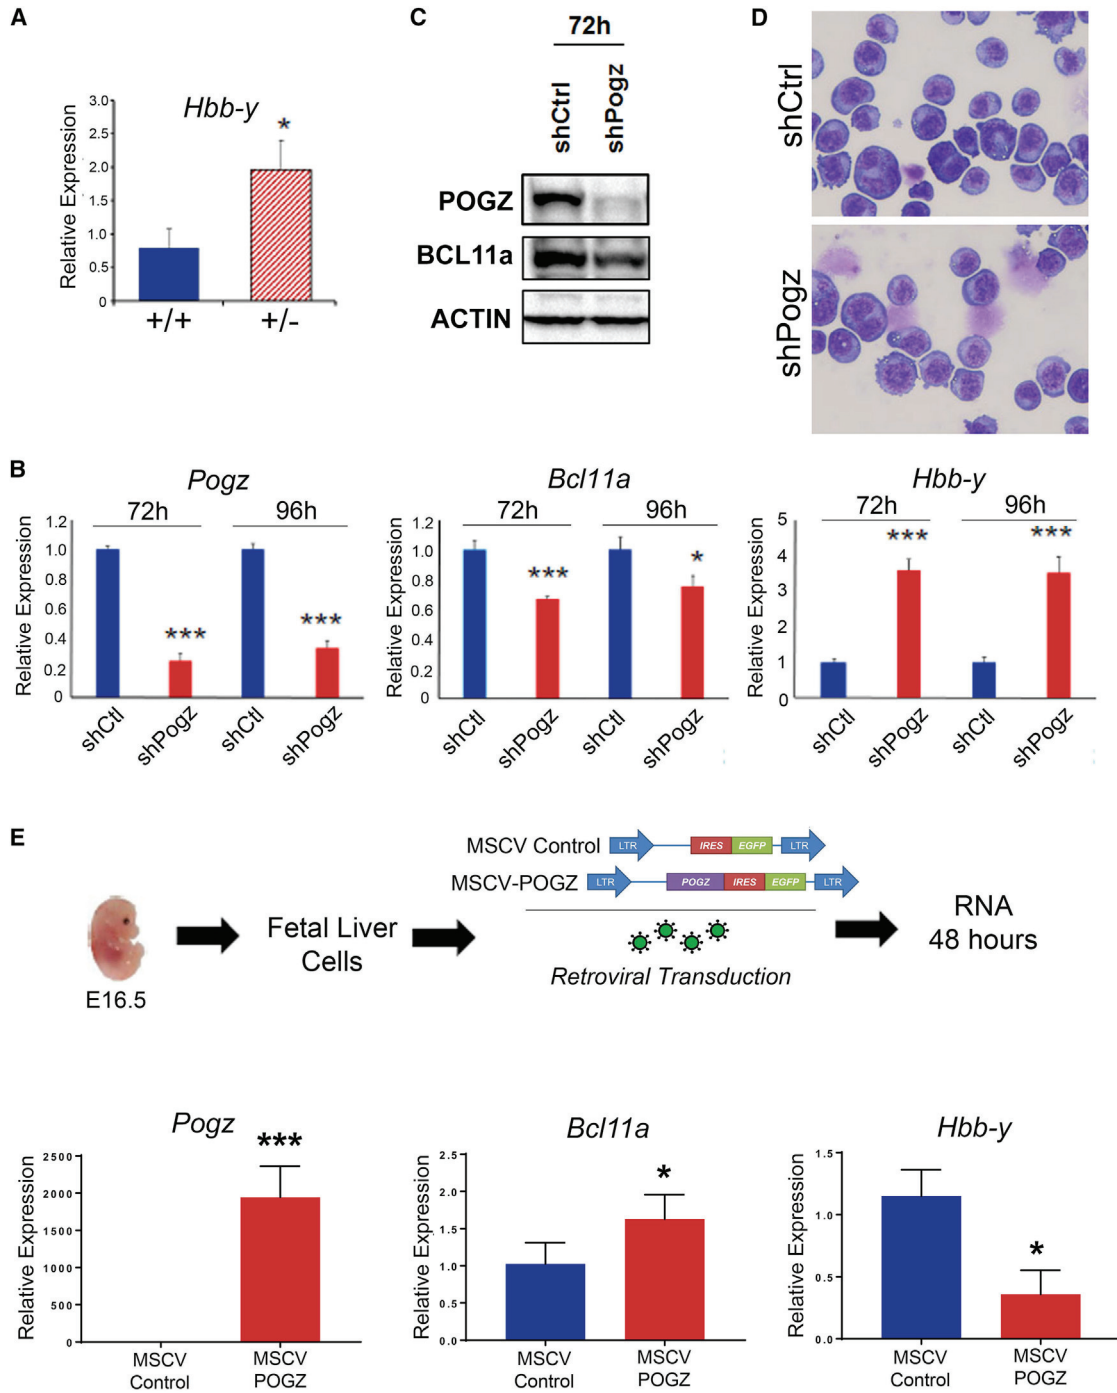 A
Hbb-y
Relative Expression
3.0
2.5
2.0
1.5
1.0
0.5
0
*
+/+
+/-
C
72h
shCtrl
shPogz
POGZ
BCL11a
ACTIN
D
shCtrl
shPogz
B
Pogz
72h
96h
Relative Expression
1.2
1.0
0.8
0.6
0.4
0.2
0
***
***
shCtl
shPogz
shCtl
shPogz
Bcl11a
72h
96h
Relative Expression
1.2
1.0
0.8
0.6
0.4
0.2
0
***
*
shCtl
shPogz
shCtl
shPogz
Hbb-y
72h
96h
Relative Expression
5
4
3
2
1
0
***
***
shCtl
shPogz
shCtl
shPogz
E
E16.5
Fetal Liver
Cells
MSCV Control
LTR
IRES
EGFP
LTR
MSCV-POGZ
LTR
POGZ
IRES
EGFP
LTR
Retroviral Transduction
RNA
48 hours
Pogz
Relative Expression
2500
2000
1500
1000
500
0
***
MSCV
Control
MSCV
POGZ
Bcl11a
Relative Expression
2.5
2.0
1.5
1.0
0.5
0.0
*
MSCV
Control
MSCV
POGZ
Hbb-y
Relative Expression
1.5
1.0
0.5
0.0
*
MSCV
Control
MSCV
POGZ